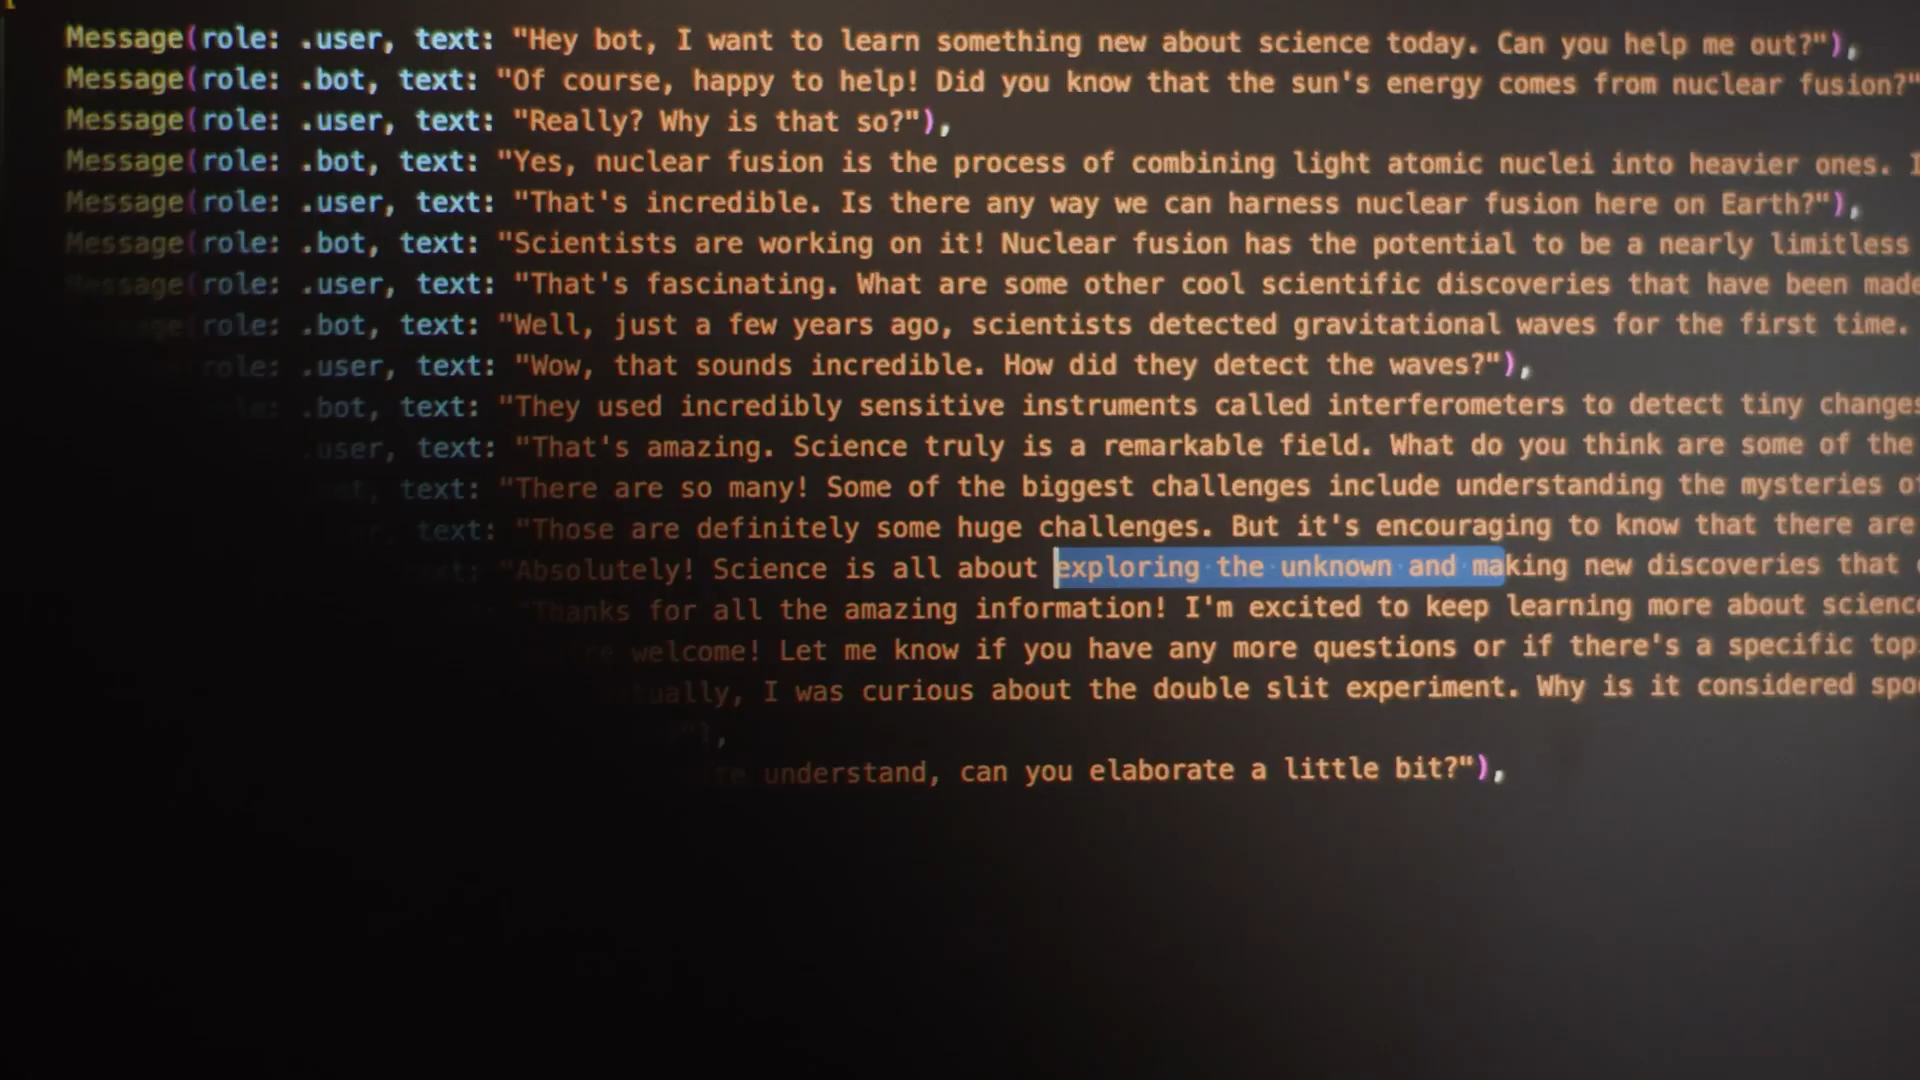 Message(role: .user, text: "Hey bot, I want to learn something new about science today. Can you help me out?"),
Message(role: .bot, text: "Of course, happy to help! Did you know that the sun's energy comes from nuclear fusion?"
Message(role: .user, text: "Really? Why is that so?"),
Message(role: .bot, text: "Yes, nuclear fusion is the process of combining light atomic nuclei into heavier ones.
Message(role: .user, text: "That's incredible. Is there any way we can harness nuclear fusion here on Earth?"),
Message(role: .bot, text: "Scientists are working on it! Nuclear fusion has the potential to be a nearly limitless
Message(role: .user, text: "That's fascinating. What are some other cool scientific discoveries that have been made
role: .bot, text: "Well, just a few years ago, scientists detected gravitational waves for the first time.
role: .user, text: "Wow, that sounds incredible. How did they detect the waves?"),
.bot, text: "They used incredibly sensitive instruments called interferometers to detect tiny changes
.user, text: "That's amazing. Science truly is a remarkable field. What do you think are some of the
text: "There are so many! Some of the biggest challenges include understanding the mysteries of
text: "Those are definitely some huge challenges. But it's encouraging to know that there are
text: "Absolutely! Science is all about exploring the unknown and making new discoveries that
"Thanks for all the amazing information! I'm excited to keep learning more about science
welcome! Let me know if you have any more questions or if there's a specific
I was curious about the double slit experiment. Why is it considered
"),
understand, can you elaborate a little bit?"),